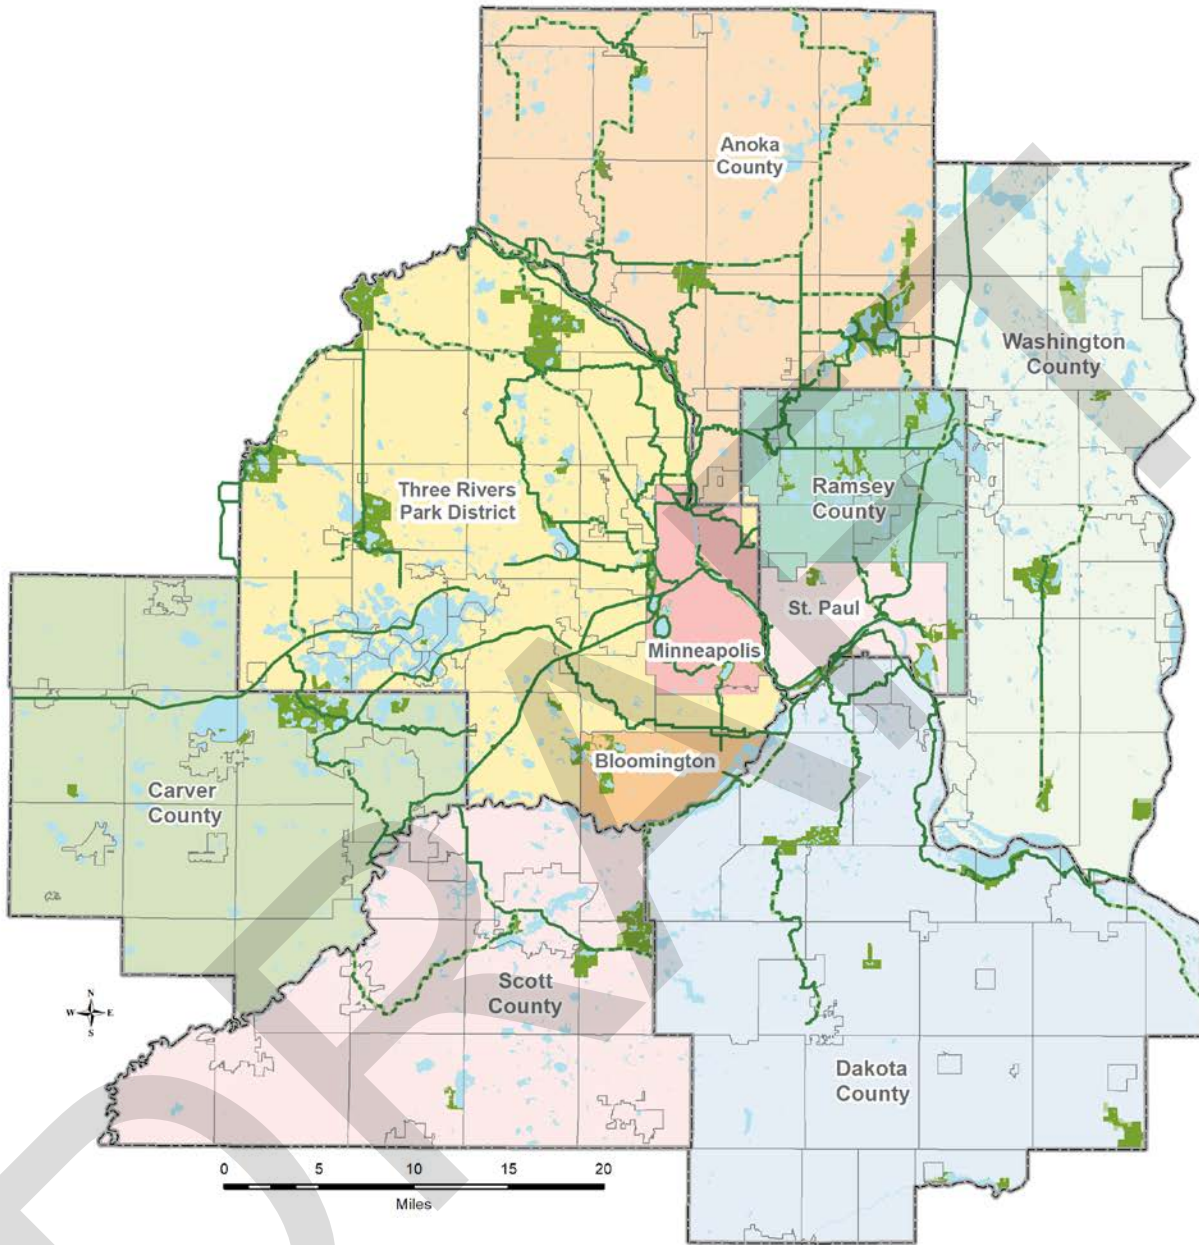 Anoka
County
Washington
County
Three Rivers
Park District
Ramsey
County
St. Paul
Minneapolis
Bloomington
Carver
County
Scott
County
Dakota
County
N
W E
S
0 5 10 15 20
Miles
DRAFT